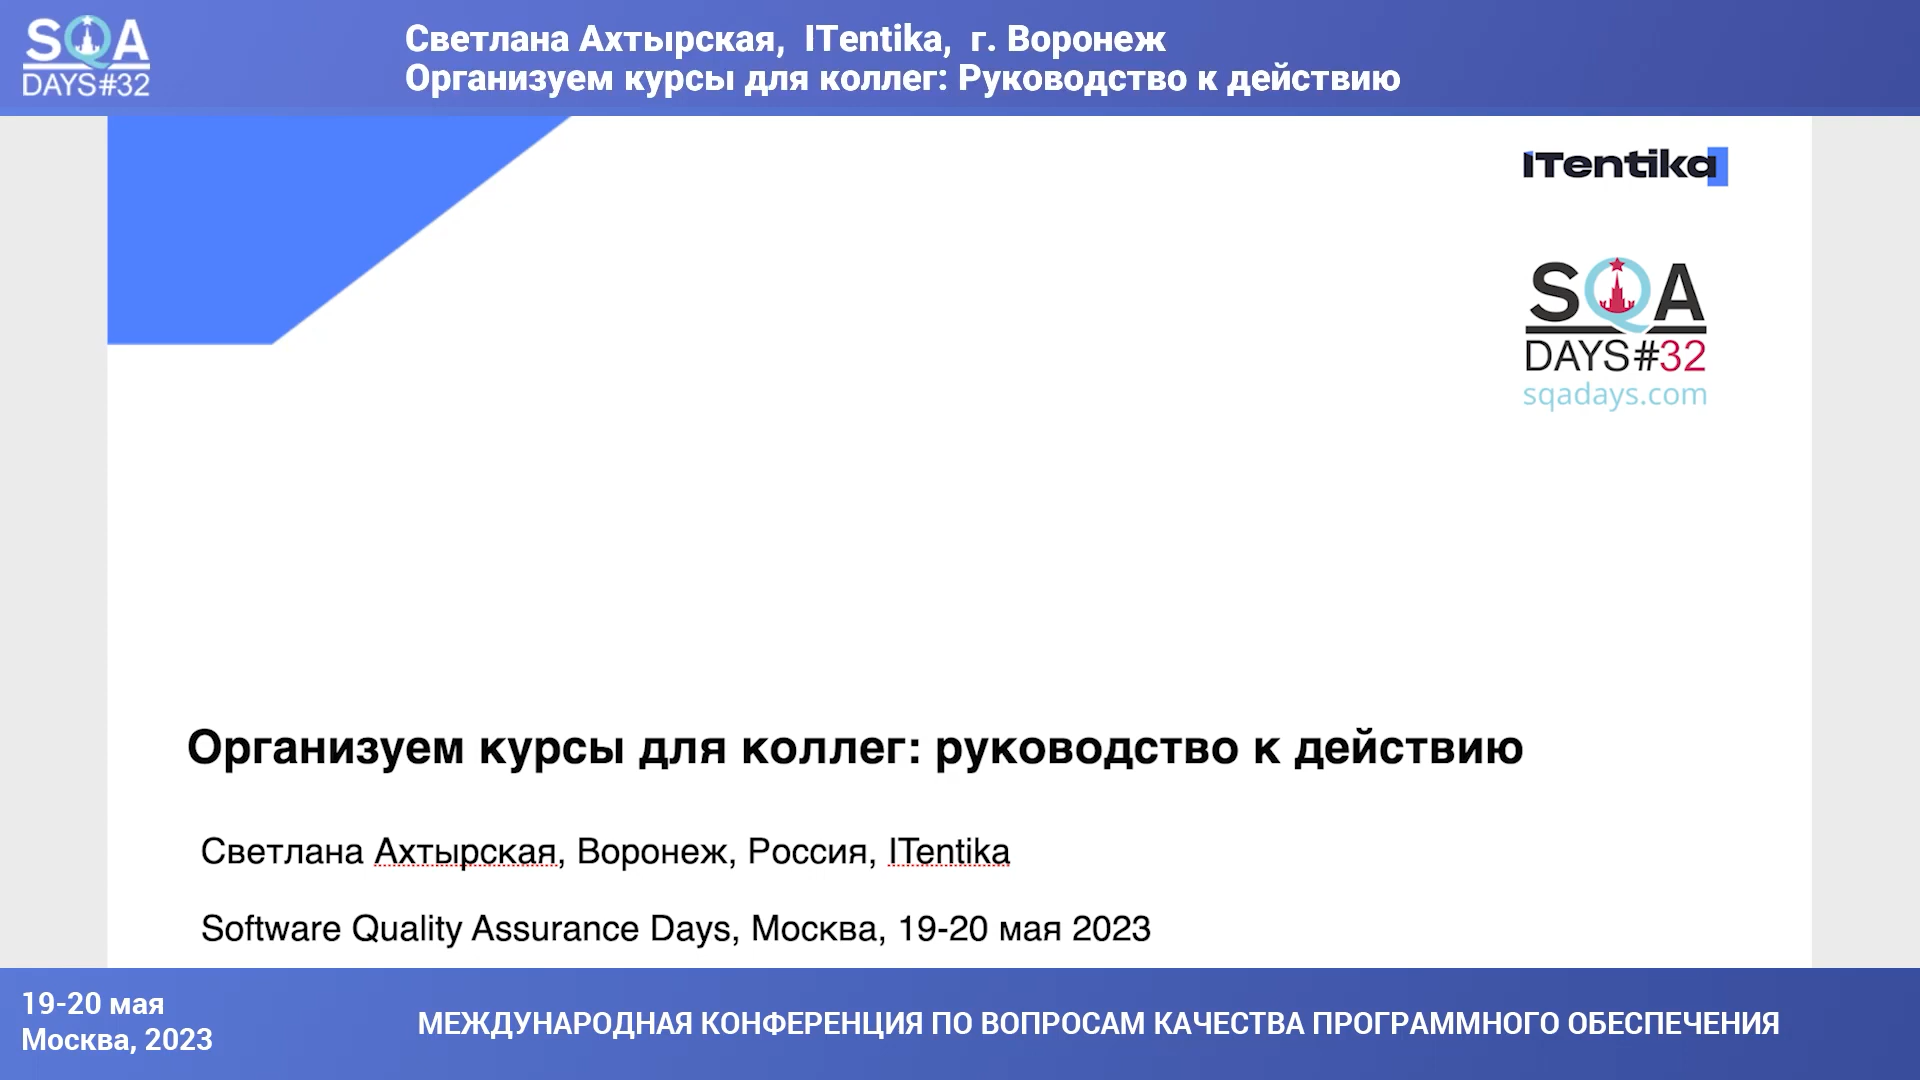 SQA
DAYS#32
Светлана Ахтырская, ITentika, г. Воронеж
Организуем курсы для коллег: Руководство к действию
ITentika
SQA
DAYS#32
sqadays.com
Организуем курсы для коллег: руководство к действию
Светлана Ахтырская, Воронеж, Россия, ITentika
Software Quality Assurance Days, Москва, 19-20 мая 2023
19-20 мая
Москва, 2023
МЕЖДУНАРОДНАЯ КОНФЕРЕНЦИЯ ПО ВОПРОСАМ КАЧЕСТВА ПРОГРАММНОГО ОБЕСПЕЧЕНИЯ